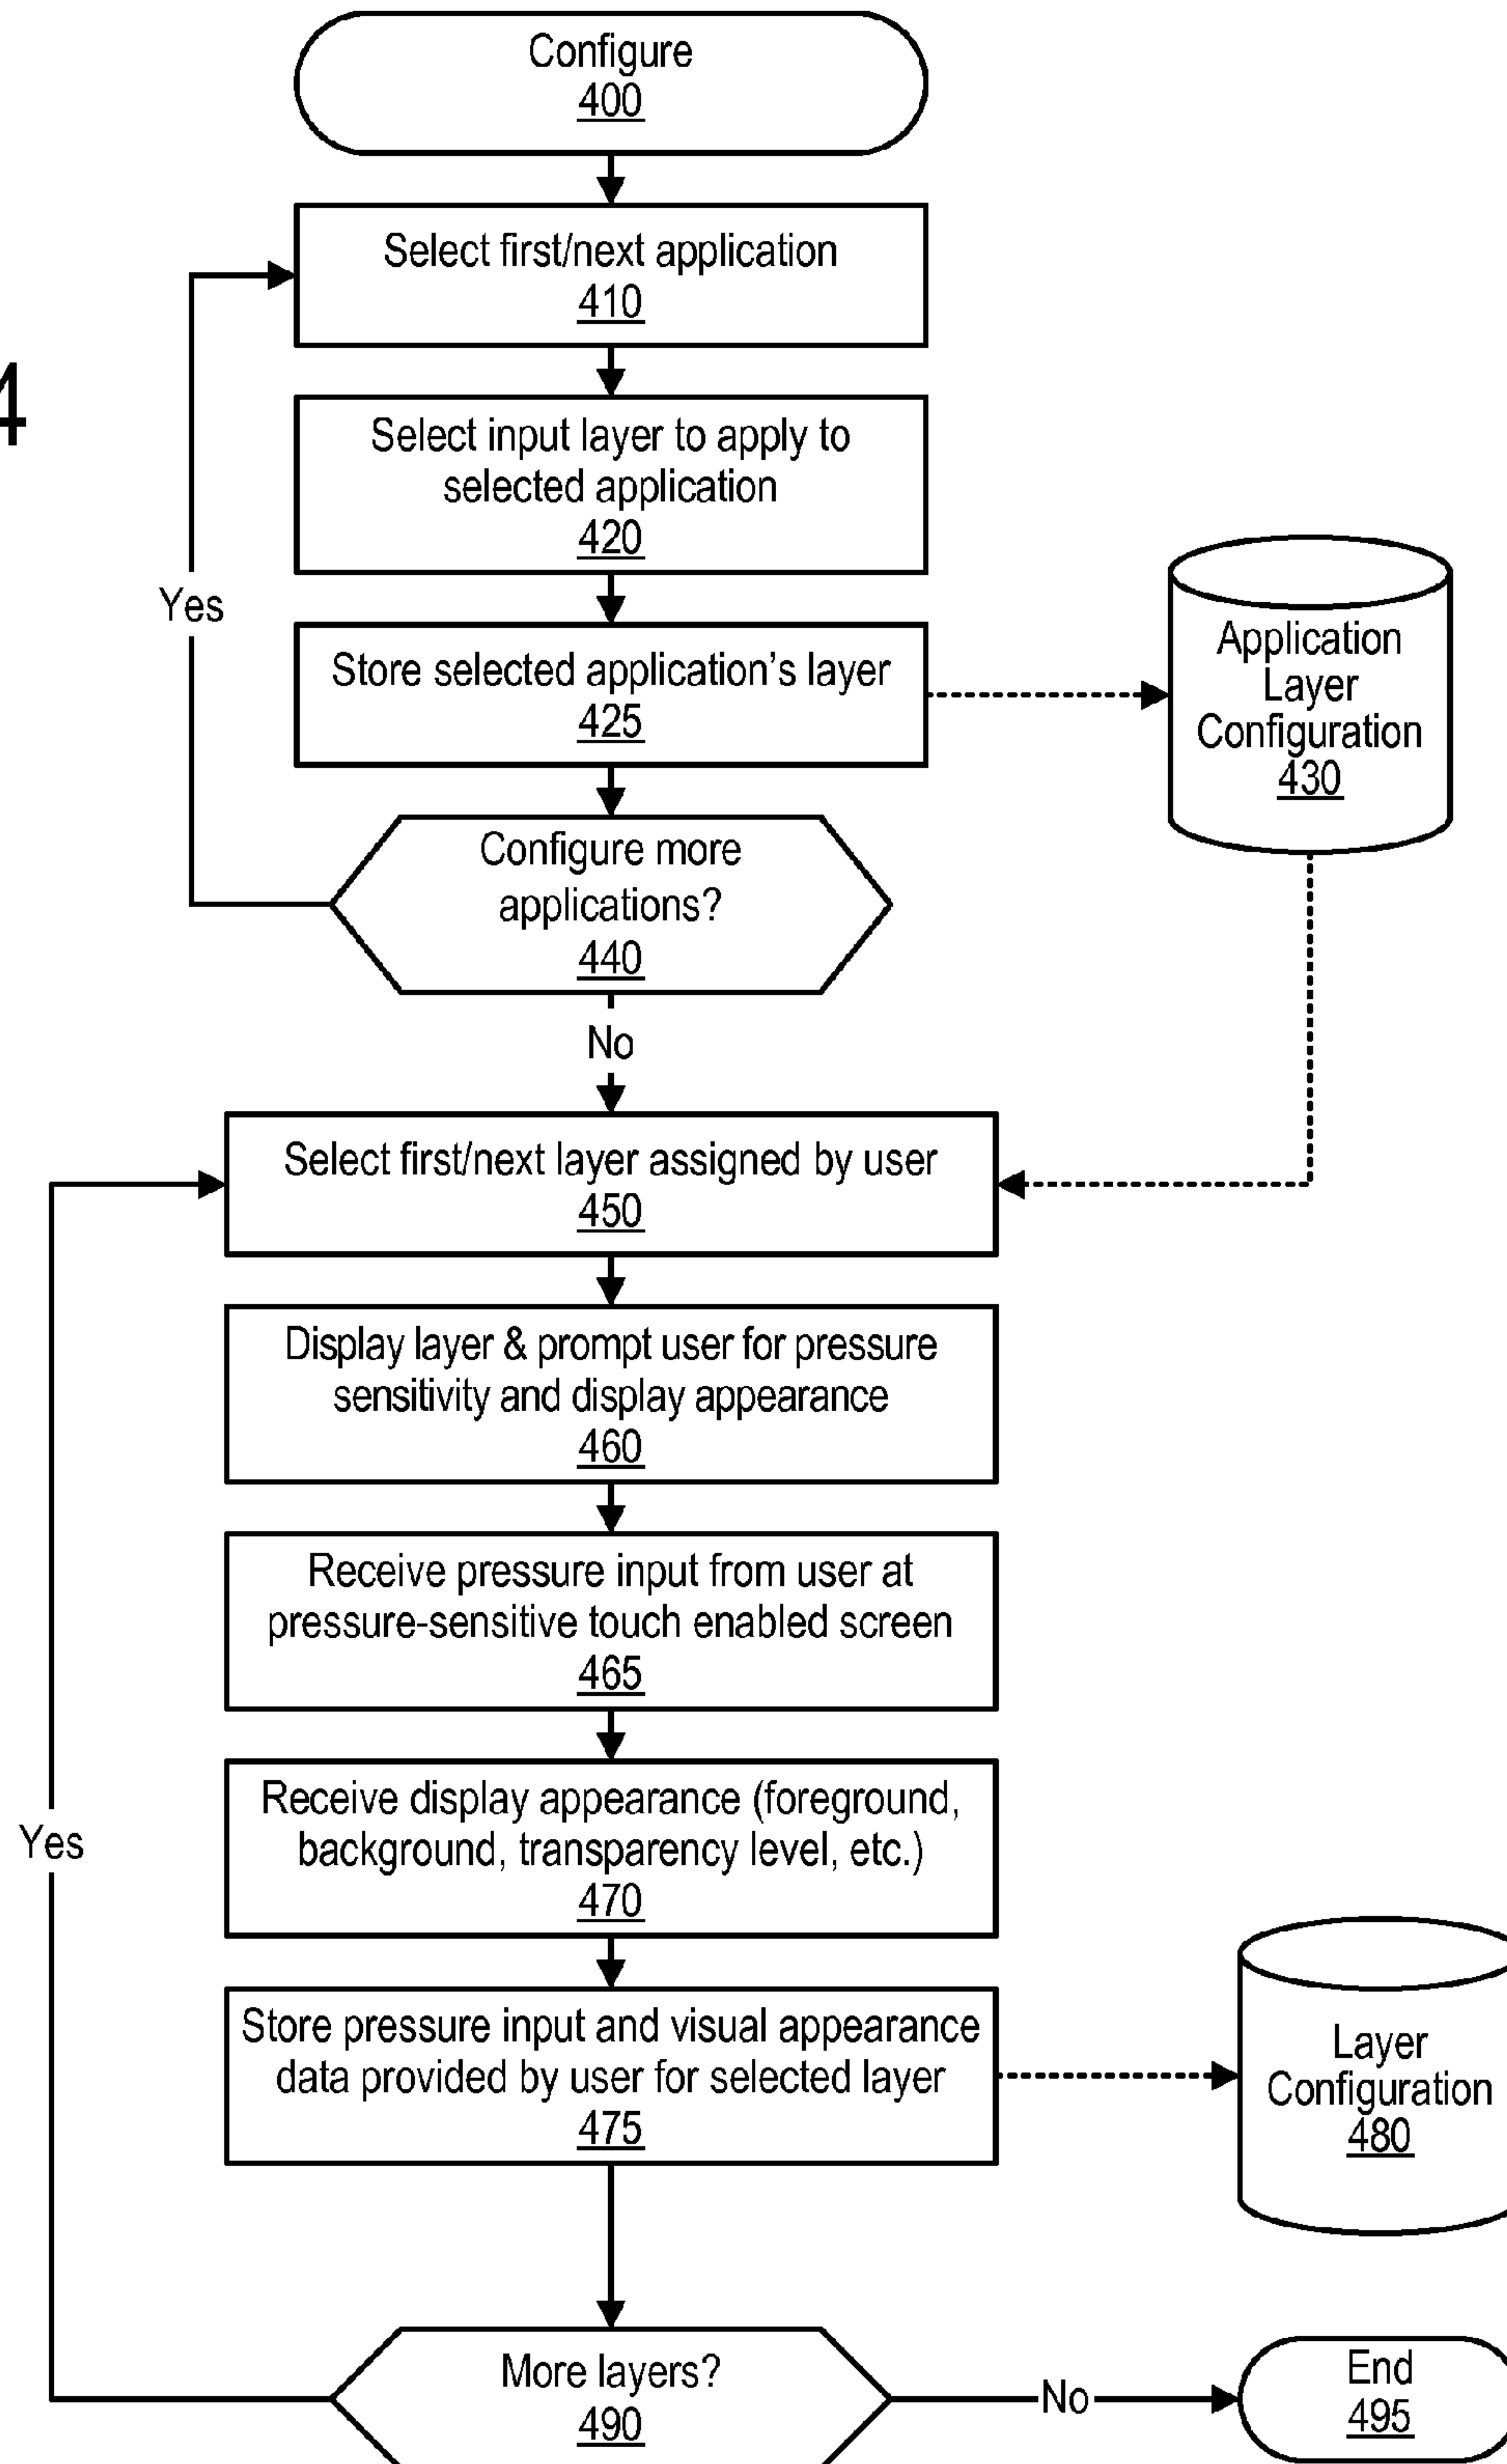 Configure
400
Select first/next application
410
4
Select input layer to apply to
selected application
420
Yes
Store selected application's layer
425
Application
Layer
Configuration
430
Configure more
applications?
440
No
Select first/next layer assigned by user
450
Display layer & prompt user for pressure
sensitivity and display appearance
460
Receive pressure input from user at
pressure-sensitive touch enabled screen
465
Receive display appearance (foreground,
background, transparency level, etc.)
470
Yes
Store pressure input and visual appearance
data provided by user for selected layer
475
Layer
Configuration
480
More layers?
490
No
End
495